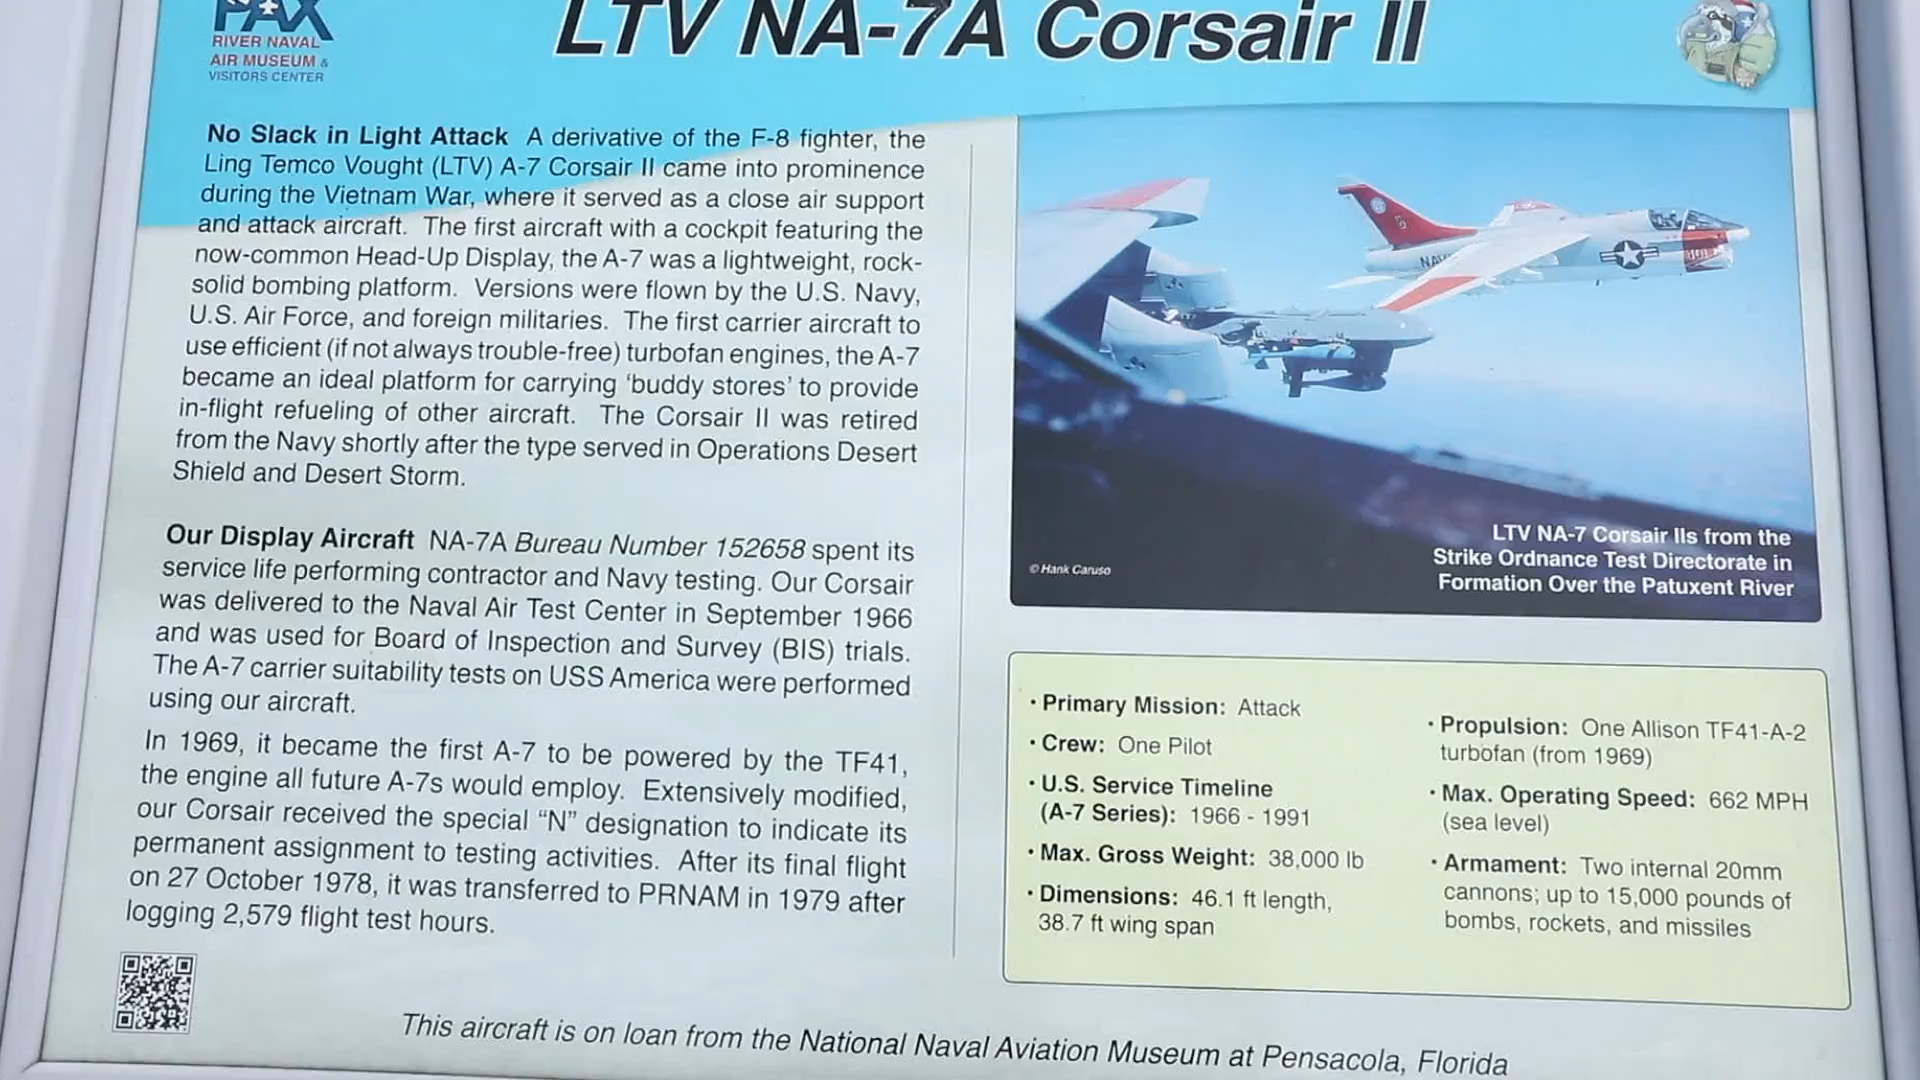 PAX
RIVER NAVAL
AIR MUSEUM &
VISITORS CENTER
LTV NA-7A Corsair II
No Slack in Light Attack A derivative of the F-8 fighter, the
Ling Temco Vought (LTV) A-7 Corsair II came into prominence
during the Vietnam War, where it served as a close air support
and attack aircraft. The first aircraft with a cockpit featuring the
now-common Head-Up Display, the A-7 was a lightweight, rock-
solid bombing platform. Versions were flown by the U.S. Navy,
U.S. Air Force, and foreign militaries. The first carrier aircraft to
use efficient (if not always trouble-free) turbofan engines, the A-7
became an ideal platform for carrying ‘buddy stores’ to provide
in-flight refueling of other aircraft. The Corsair II was retired
from the Navy shortly after the type served in Operations Desert
Shield and Desert Storm.
Our Display Aircraft NA-7A Bureau Number 152658 spent its
service life performing contractor and Navy testing. Our Corsair
was delivered to the Naval Air Test Center in September 1966
and was used for Board of Inspection and Survey (BIS) trials.
The A-7 carrier suitability tests on USS America were performed
using our aircraft.
In 1969, it became the first A-7 to be powered by the TF41,
the engine all future A-7s would employ. Extensively modified,
our Corsair received the special “N” designation to indicate its
permanent assignment to testing activities. After its final flight
on 27 October 1978, it was transferred to PRNAM in 1979 after
logging 2,579 flight test hours.
© Hank Caruso
LTV NA-7 Corsair IIs from the
Strike Ordnance Test Directorate in
Formation Over the Patuxent River
• Primary Mission: Attack
• Crew: One Pilot
• U.S. Service Timeline
(A-7 Series): 1966 - 1991
• Max. Gross Weight: 38,000 lb
• Dimensions: 46.1 ft length,
38.7 ft wing span
• Propulsion: One Allison TF41-A-2
turbofan (from 1969)
• Max. Operating Speed: 662 MPH
(sea level)
• Armament: Two internal 20mm
cannons; up to 15,000 pounds of
bombs, rockets, and missiles
This aircraft is on loan from the National Naval Aviation Museum at Pensacola, Florida